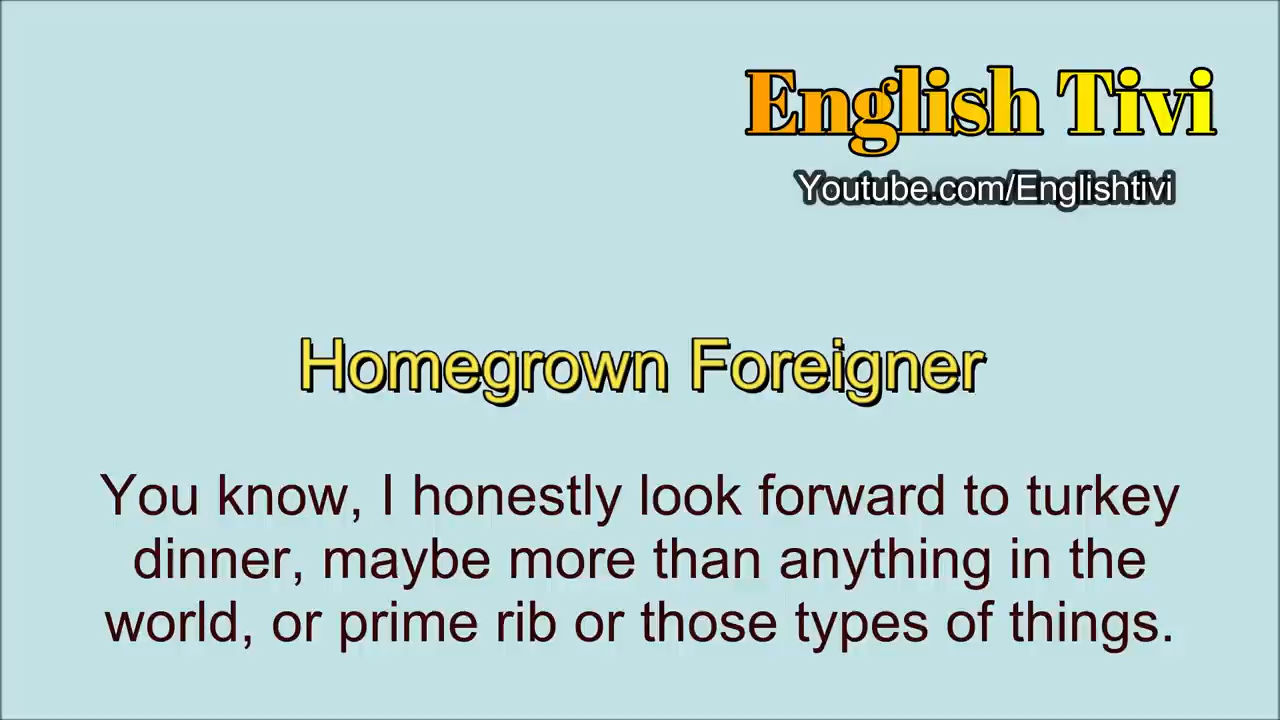 English Tivi
Youtube.com/Englishtivi
Homegrown Foreigner
You know, I honestly look forward to turkey
dinner, maybe more than anything in the
world, or prime rib or those types of things.